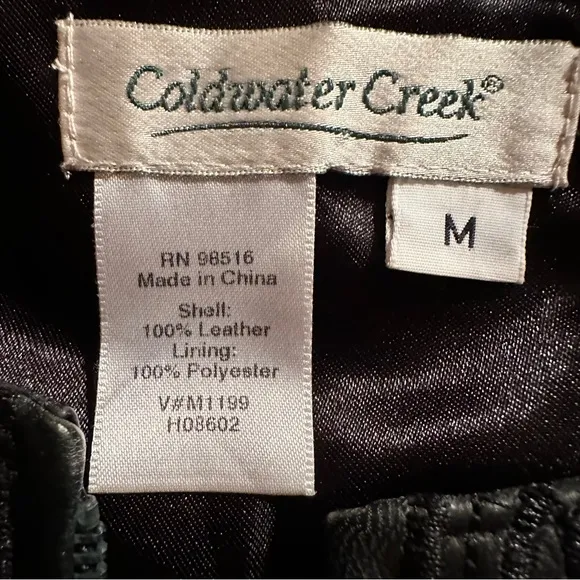 Coldwater Creek®
M
RN 98516
Made in China
Shell:
100% Leather
Lining:
100% Polyester
V#M1199
H08602